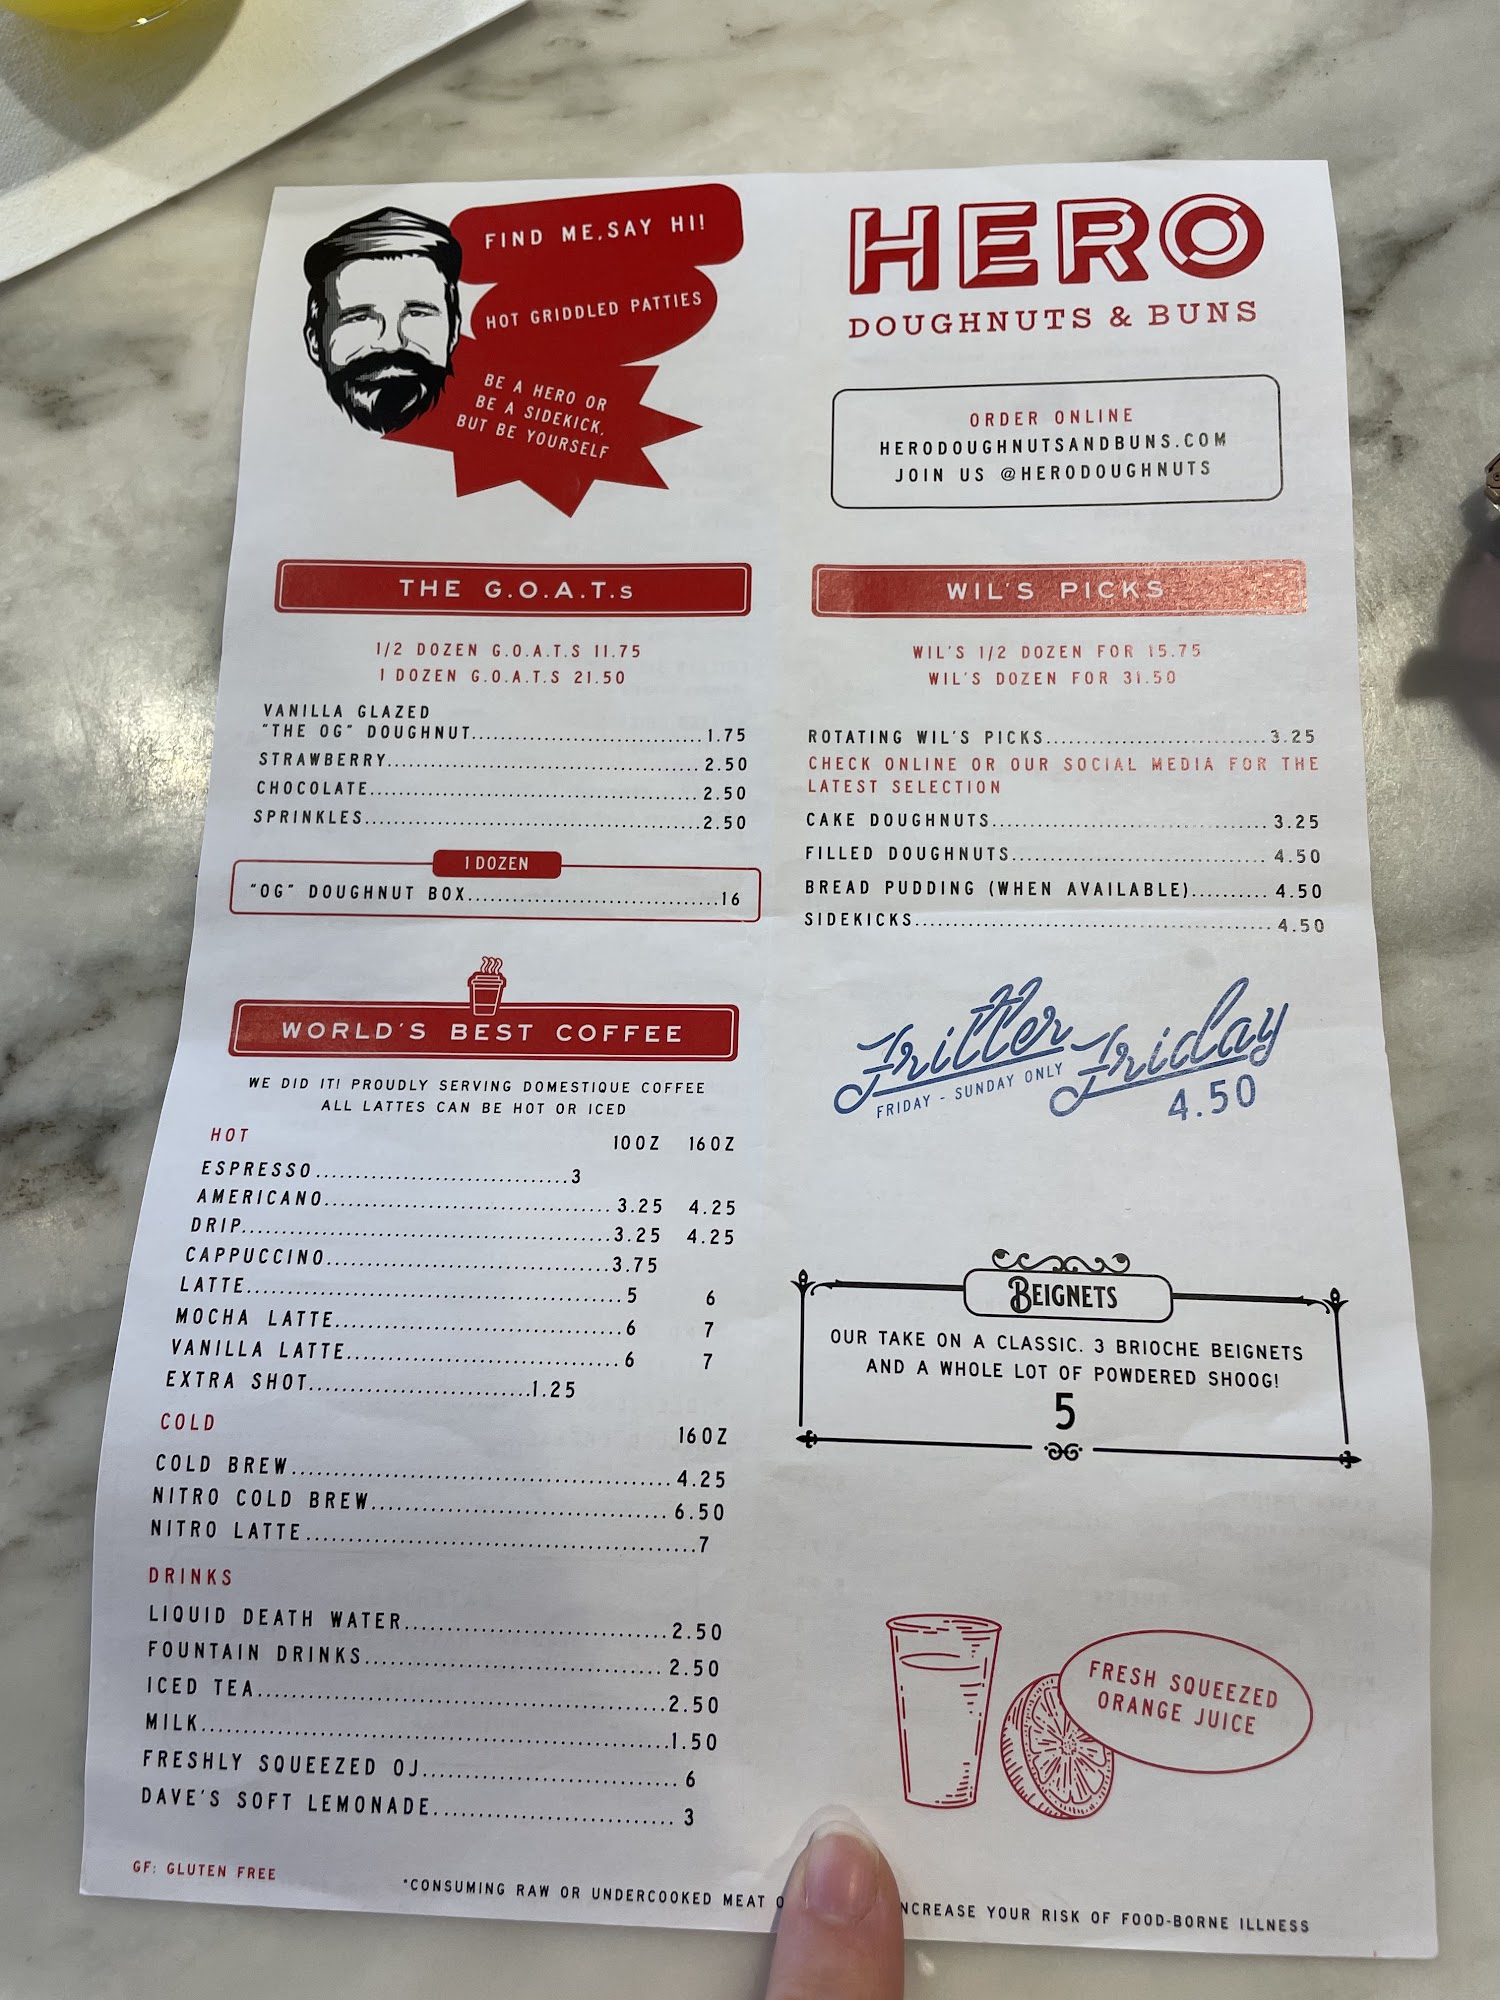 FIND ME, SAY HI!
HOT GRIDDLED PATTIES
BE A HERO OR
BE A SIDEKICK,
BUT BE YOURSELF
HERO
DOUGHNUTS & BUNS
ORDER ONLINE
HERODOUGHNUTSANDBUNS.COM
JOIN US @HERODOUGHNUTS
THE G.O.A.T.s
1/2 DOZEN G.O.A.T.S 11.75
1 DOZEN G.O.A.T.S 21.50
VANILLA GLAZED
"THE OG" DOUGHNUT 1.75
STRAWBERRY 2.50
CHOCOLATE 2.50
SPRINKLES 2.50
1 DOZEN
"OG" DOUGHNUT BOX 16
WORLD'S BEST COFFEE
WE DID IT! PROUDLY SERVING DOMESTIQUE COFFEE
ALL LATTES CAN BE HOT OR ICED
HOT 10OZ 16OZ
ESPRESSO 3
AMERICANO 3.25 4.25
DRIP 3.25 4.25
CAPPUCCINO 3.75
LATTE 5 6
MOCHA LATTE 6 7
VANILLA LATTE 6 7
EXTRA SHOT 1.25
COLD 16OZ
COLD BREW 4.25
NITRO COLD BREW 6.50
NITRO LATTE 7
DRINKS
LIQUID DEATH WATER 2.50
FOUNTAIN DRINKS 2.50
ICED TEA 2.50
MILK 1.50
FRESHLY SQUEEZED OJ 6
DAVE'S SOFT LEMONADE 3
WIL'S PICKS
WIL'S 1/2 DOZEN FOR 15.75
WIL'S DOZEN FOR 31.50
ROTATING WIL'S PICKS 3.25
CHECK ONLINE OR OUR SOCIAL MEDIA FOR THE
LATEST SELECTION
CAKE DOUGHNUTS 3.25
FILLED DOUGHNUTS 4.50
BREAD PUDDING (WHEN AVAILABLE) 4.50
SIDEKICKS 4.50
Fritter Friday
FRIDAY - SUNDAY ONLY
4.50
BEIGNETS
OUR TAKE ON A CLASSIC. 3 BRIOCHE BEIGNETS
AND A WHOLE LOT OF POWDERED SHOOG!
5
FRESH SQUEEZED
ORANGE JUICE
GF: GLUTEN FREE
*CONSUMING RAW OR UNDERCOOKED MEAT YOUR RISK OF FOOD-BORNE ILLNESS